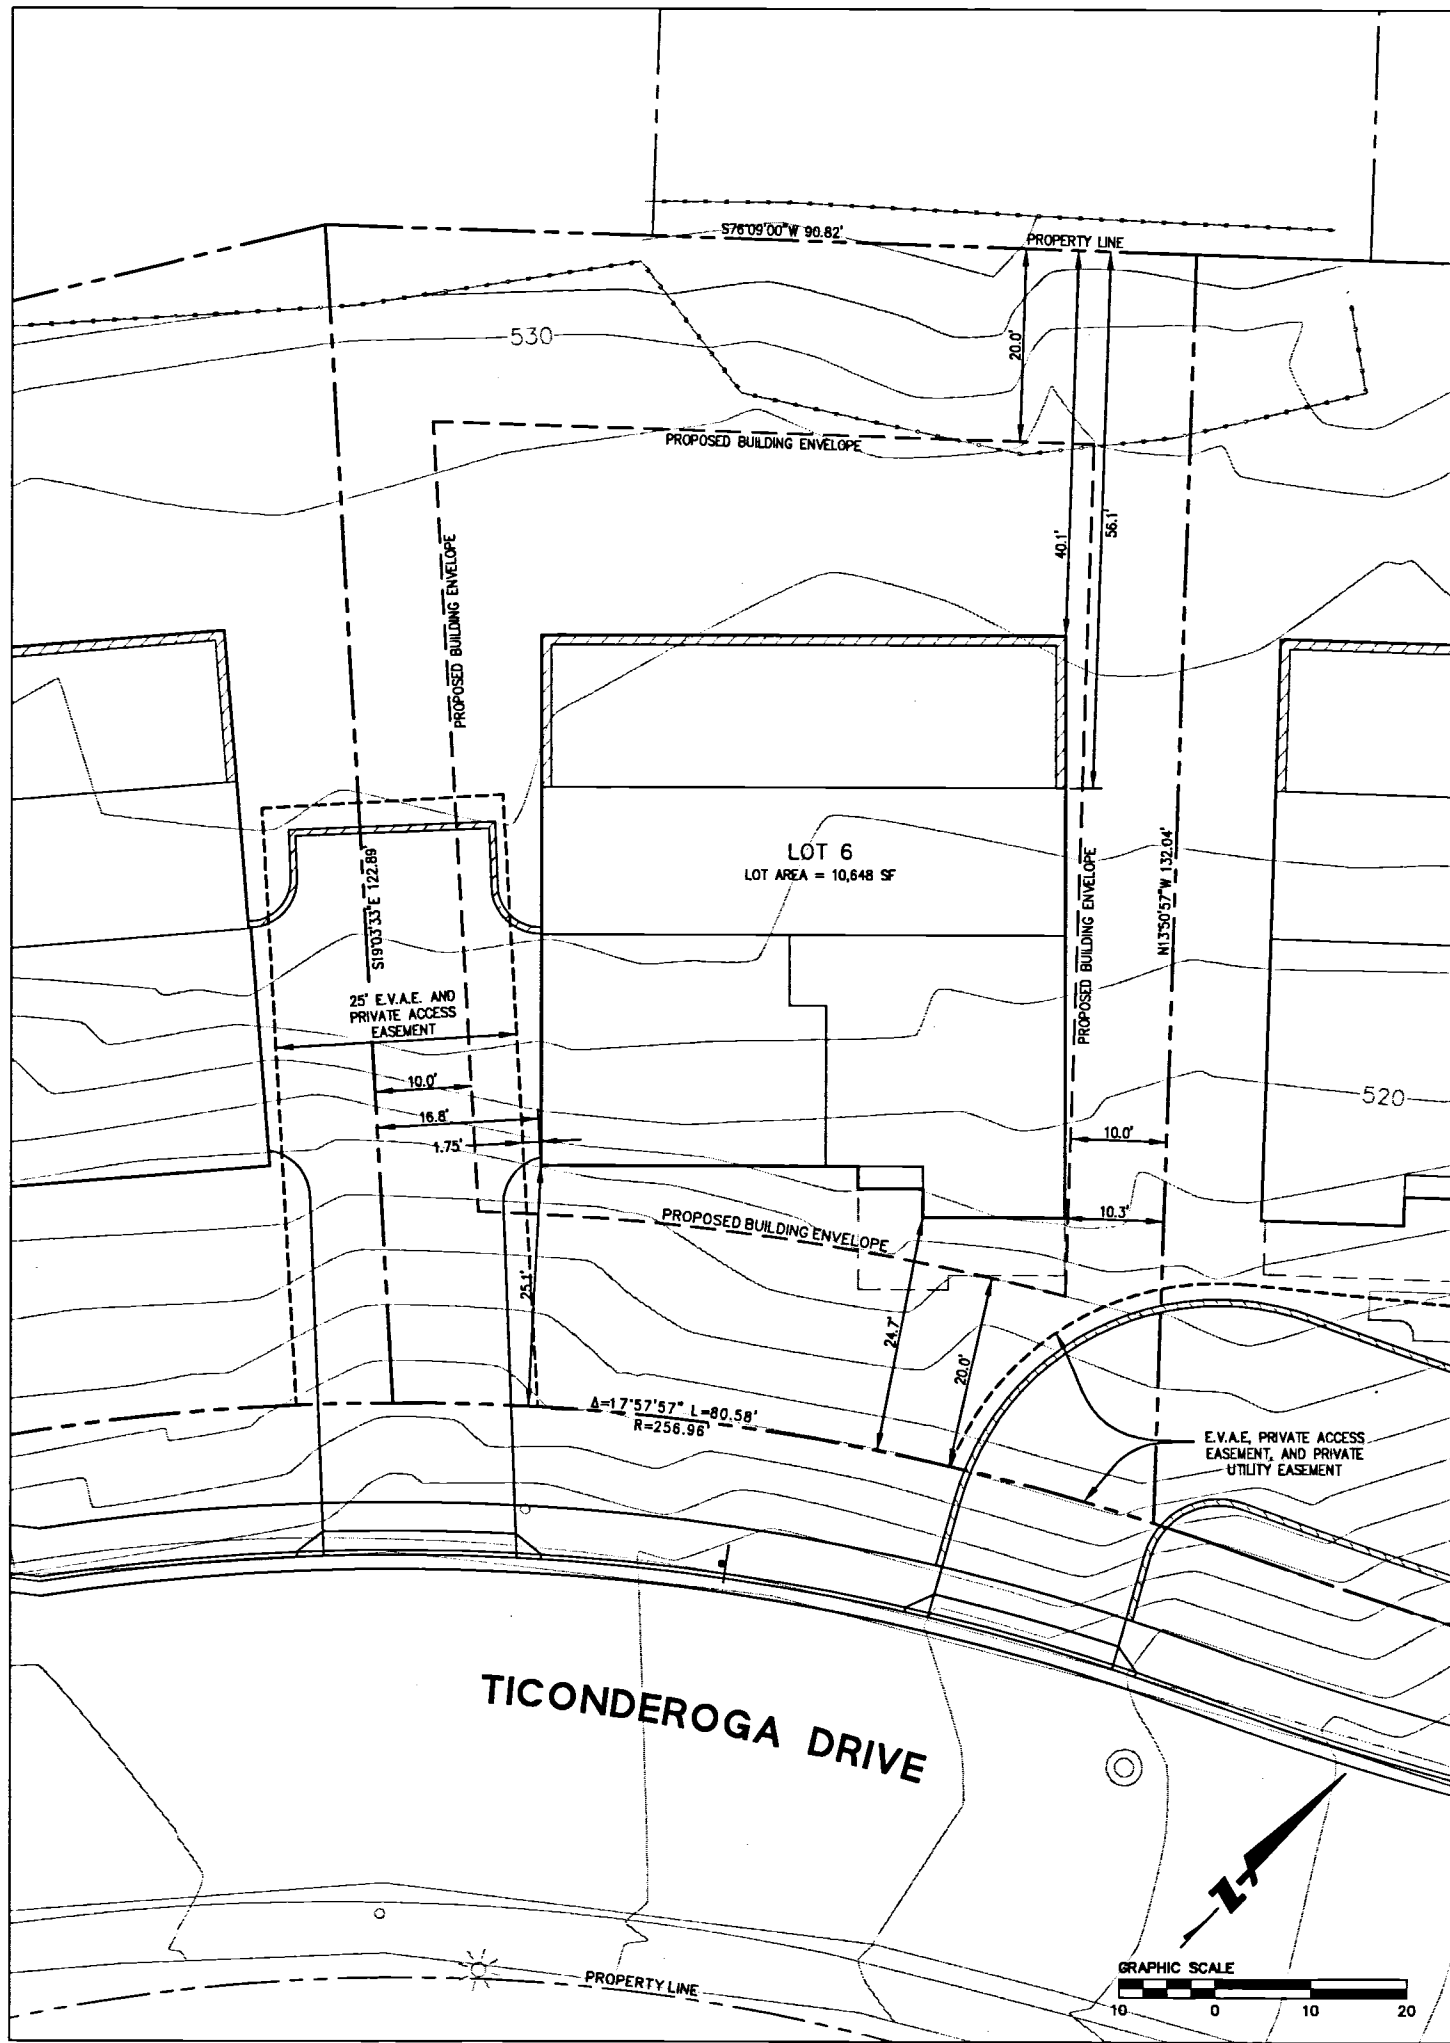 S76°09'00"W 90.82'
PROPERTY LINE
530
20.0'
PROPOSED BUILDING ENVELOPE
40.1'
56.1'
PROPOSED BUILDING ENVELOPE
LOT 6
LOT AREA = 10,648 SF
S19°03'33"E 122.89'
PROPOSED BUILDING ENVELOPE
N13°50'57"W 132.04'
25' E.V.A.E. AND
PRIVATE ACCESS
EASEMENT
10.0'
16.8'
1.75'
520
10.0'
10.3'
PROPOSED BUILDING ENVELOPE
25.1'
24.7'
20.0'
Δ=17°57'57" L=80.58'
R=256.96'
E.V.A.E, PRIVATE ACCESS
EASEMENT, AND PRIVATE
UTILITY EASEMENT
TICONDEROGA DRIVE
N
PROPERTY LINE
GRAPHIC SCALE
10 0 10 20